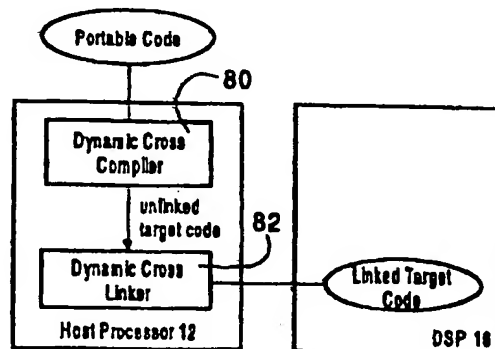 Portable Code
80
Dynamic Cross
Compiler
unlinked
target code
82
Dynamic Cross
Linker
Linked Target
Code
Host Processor 12
DSP 18